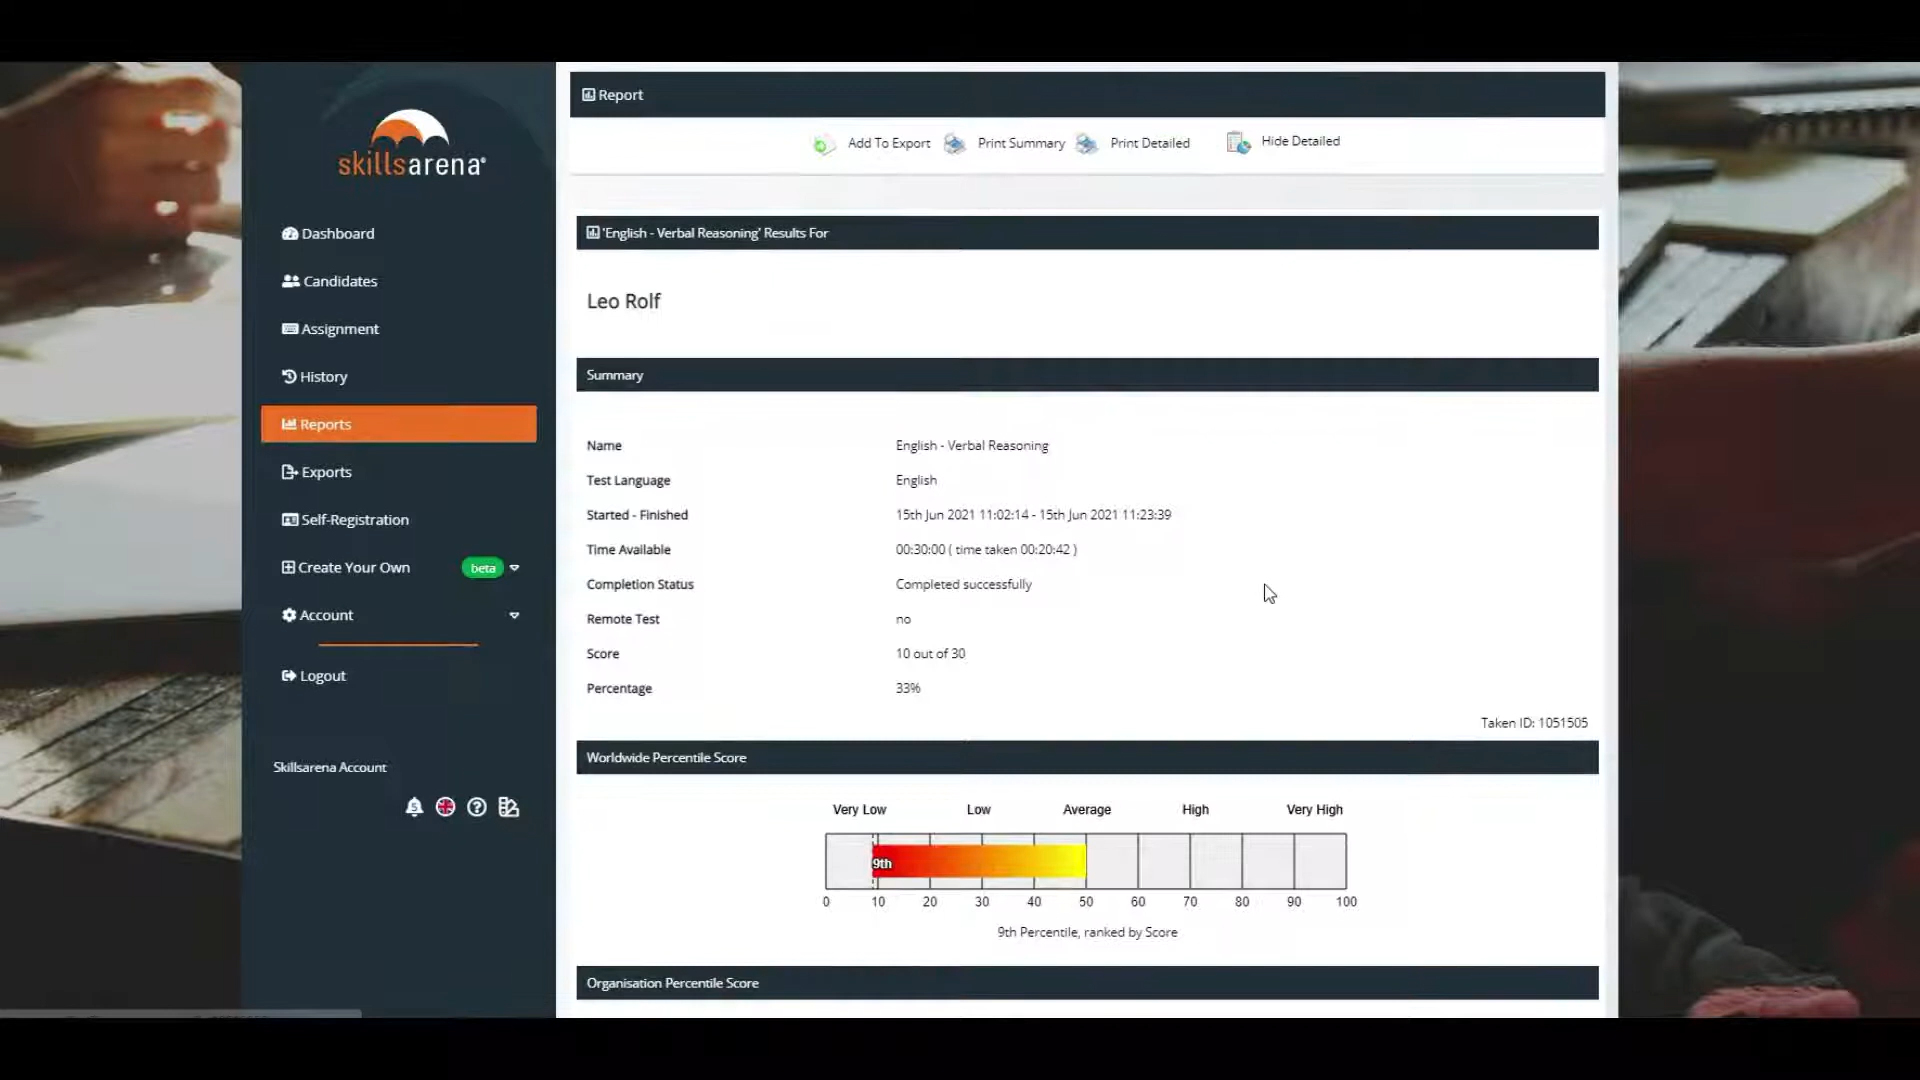 skillsarena
Dashboard
Candidates
Assignment
History
Reports
Exports
Self-Registration
Create Your Own beta
Account
Logout
Skillsarena Account
Report
Add To Export Print Summary Print Detailed Hide Detailed
'English - Verbal Reasoning' Results For
Leo Rolf
Summary
Name English - Verbal Reasoning
Test Language English
Started - Finished 15th Jun 2021 11:02:14 - 15th Jun 2021 11:23:39
Time Available 00:30:00 ( time taken 00:20:42 )
Completion Status Completed successfully
Remote Test no
Score 10 out of 30
Percentage 33%
Taken ID: 1051505
Worldwide Percentile Score
Very Low Low Average High Very High
9th
0 10 20 30 40 50 60 70 80 90 100
9th Percentile, ranked by Score
Organisation Percentile Score